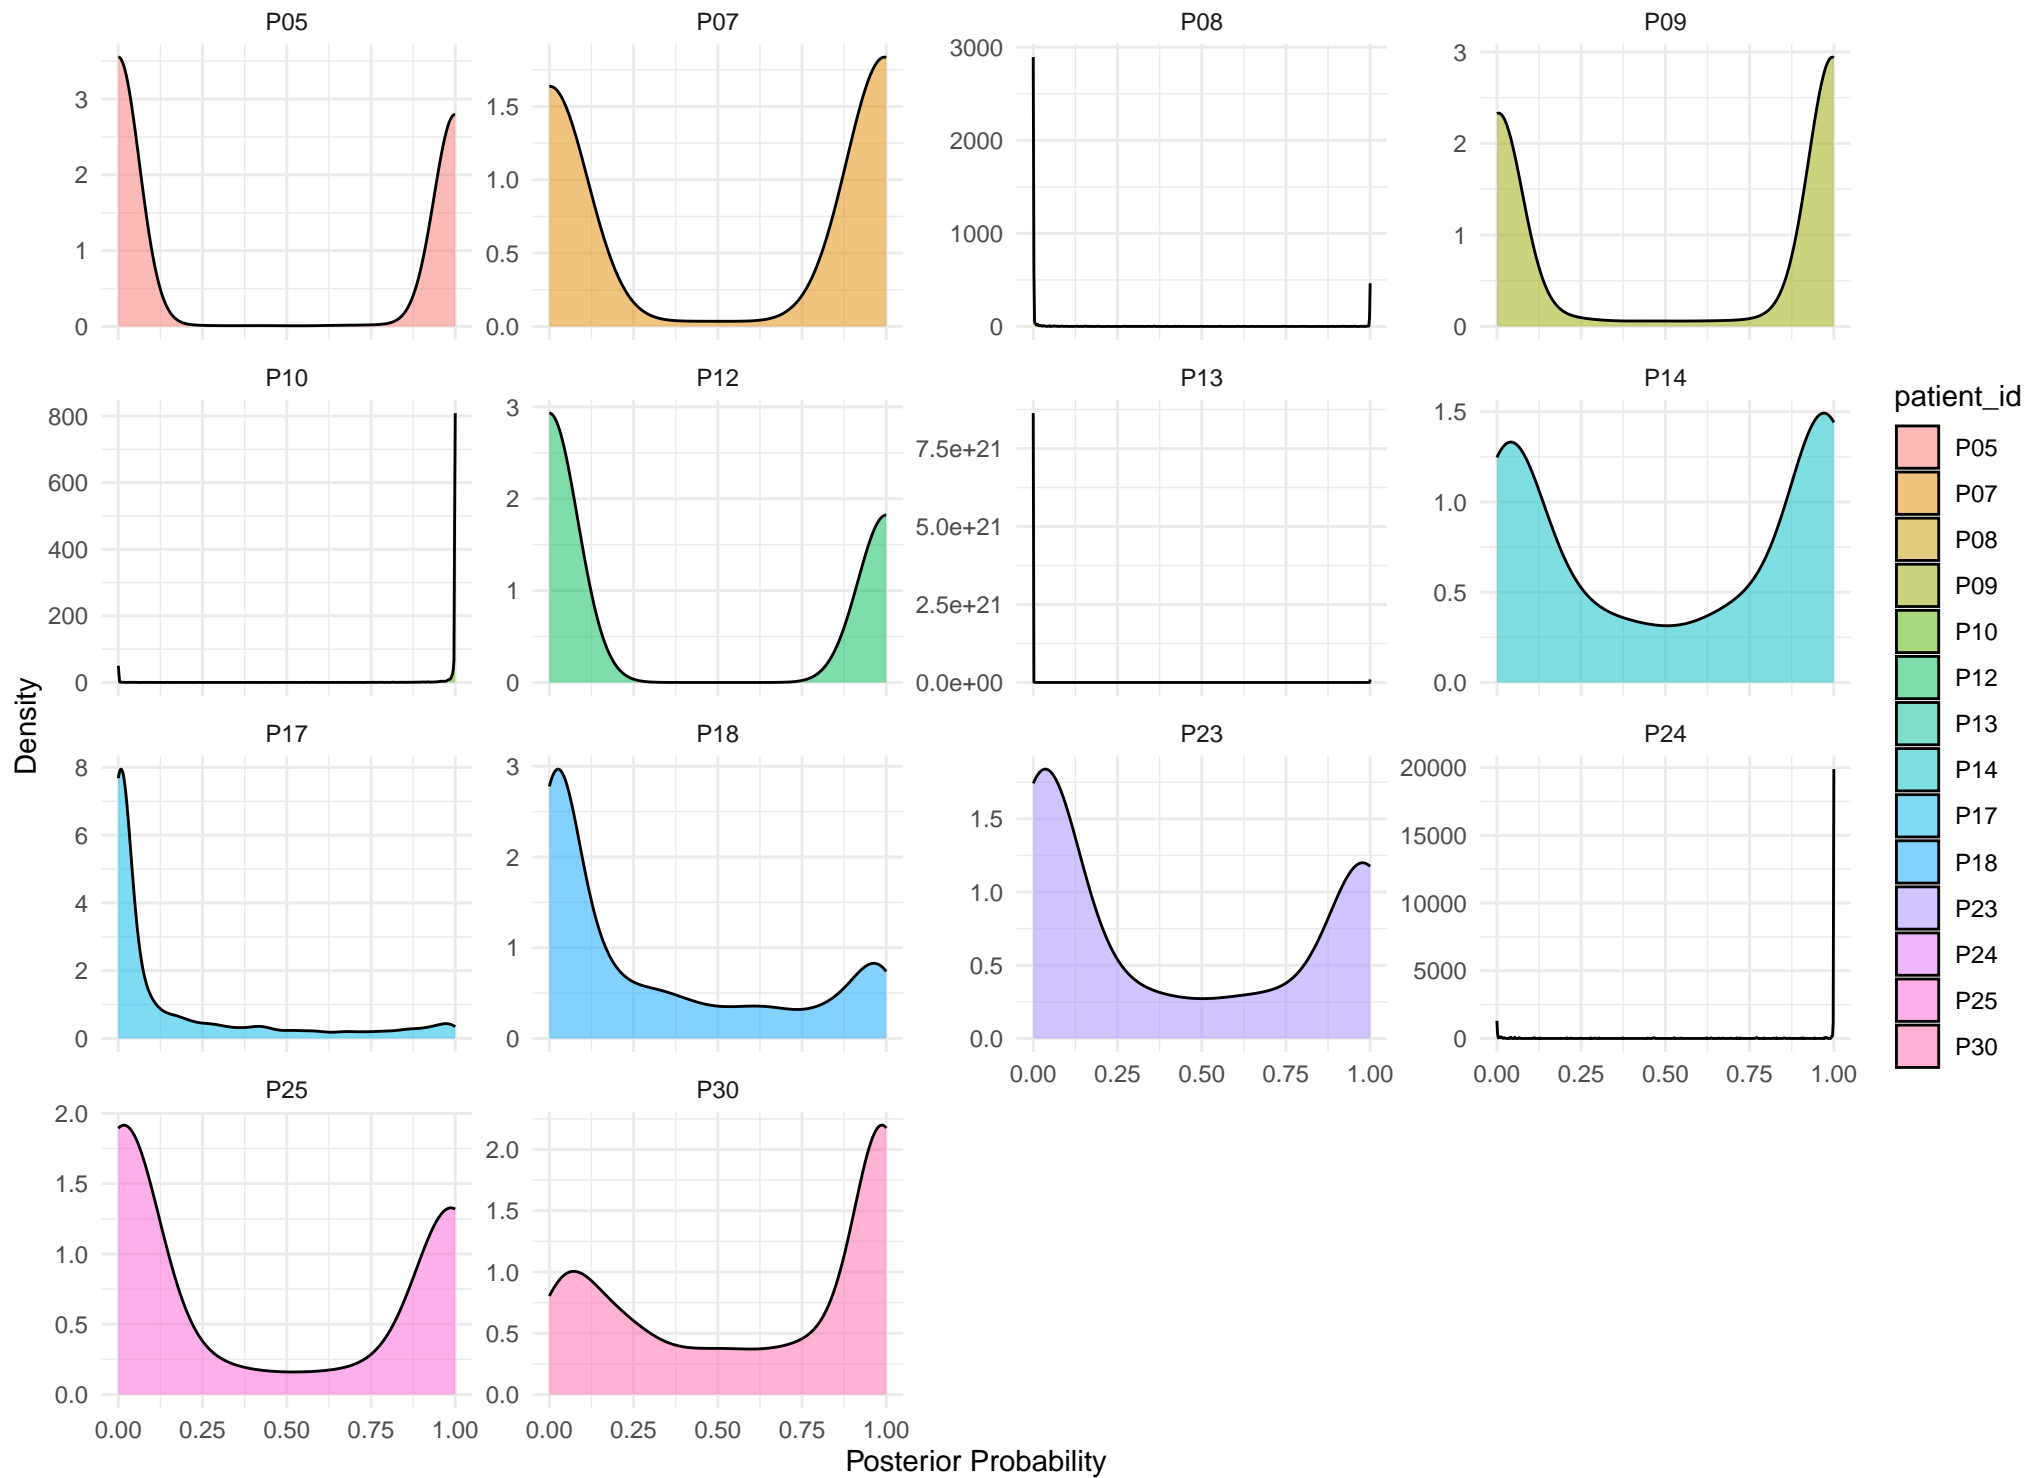 P05
P07
P08
P09
3
2
1
0
1.5
1.0
0.5
0.0
3000
2000
1000
0
3
2
1
0
P10
P12
P13
P14
800
600
400
200
0
3
2
1
0
7.5e+21
5.0e+21
2.5e+21
0.0e+00
1.5
1.0
0.5
0.0
P17
P18
P23
P24
8
6
4
2
0
3
2
1
0
1.5
1.0
0.5
0.0
20000
15000
10000
5000
0
0.00 0.25 0.50 0.75 1.00
0.00 0.25 0.50 0.75 1.00
P25
P30
2.0
1.5
1.0
0.5
0.0
2.0
1.5
1.0
0.5
0.0
0.00 0.25 0.50 0.75 1.00
0.00 0.25 0.50 0.75 1.00
Density
Posterior Probability
patient_id
P05
P07
P08
P09
P10
P12
P13
P14
P17
P18
P23
P24
P25
P30